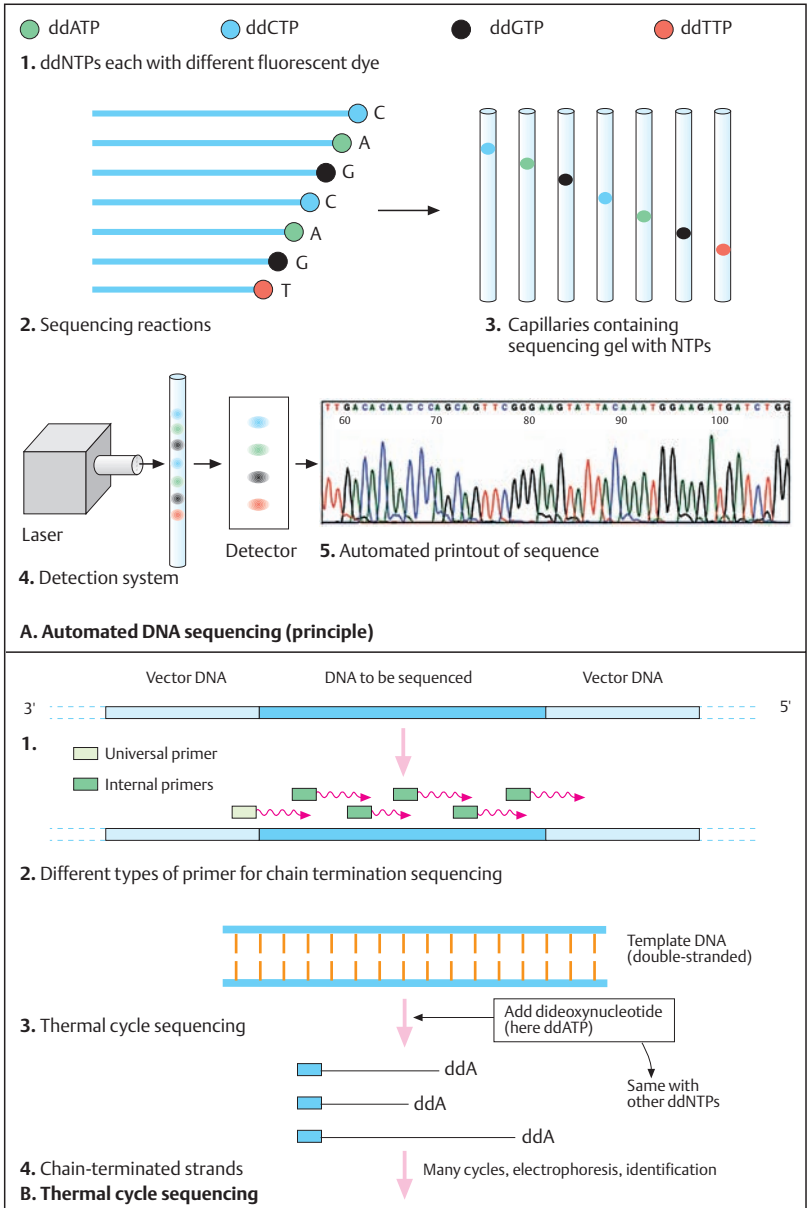 ddATP ddCTP ddGTP ddTTP
1. ddNTPs each with different fluorescent dye
C
A
G
C
A
G
T
2. Sequencing reactions
3. Capillaries containing
sequencing gel with NTPs
Laser
4. Detection system
Detector
TTGACACAACCCAGCAGTTCGGGAAGTATTACAAATGGAAGATGATCTGG
60 70 80 90 100
5. Automated printout of sequence
A. Automated DNA sequencing (principle)
Vector DNA DNA to be sequenced Vector DNA
3' 5'
1.
Universal primer
Internal primers
2. Different types of primer for chain termination sequencing
Template DNA
(double-stranded)
3. Thermal cycle sequencing
Add dideoxynucleotide
(here ddATP)
Same with
other ddNTPs
ddA
ddA
ddA
4. Chain-terminated strands
Many cycles, electrophoresis, identification
B. Thermal cycle sequencing